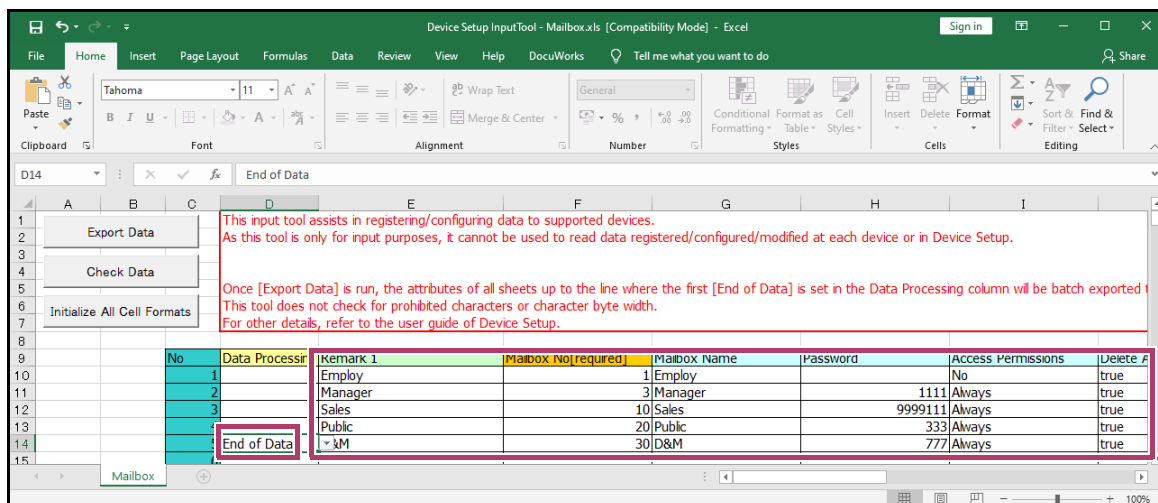 Device Setup InputTool - Mailbox.xls [Compatibility Mode] - Excel Sign in
File Home Insert Page Layout Formulas Data Review View Help DocuWorks Tell me what you want to do Share
Paste Tahoma 11 A A Wrap Text General Conditional Formatting Format as Table Cell Styles Insert Delete Format Sort & Filter Find & Select
B I U A Merge & Center % ,
Clipboard Font Alignment Number Styles Cells Editing
D14 fx End of Data
A B C D E F G H I
1 This input tool assists in registering/configuring data to supported devices.
2 Export Data As this tool is only for input purposes, it cannot be used to read data registered/configured/modified at each device or in Device Setup.
3
4 Check Data
5 Once [Export Data] is run, the attributes of all sheets up to the line where the first [End of Data] is set in the Data Processing column will be batch exported
6 Initialize All Cell Formats This tool does not check for prohibited characters or character byte width.
7 For other details, refer to the user guide of Device Setup.
8
9 No Data Processin Remark 1 Mailbox No[required] Mailbox Name Password Access Permissions Delete A
10 1 Employ 1 Employ No true
11 2 Manager 3 Manager 1111 Always true
12 3 Sales 10 Sales 9999111 Always true
13 Public 20 Public 333 Always true
14 End of Data &M 30 D&M 777 Always true
15
Mailbox
100%